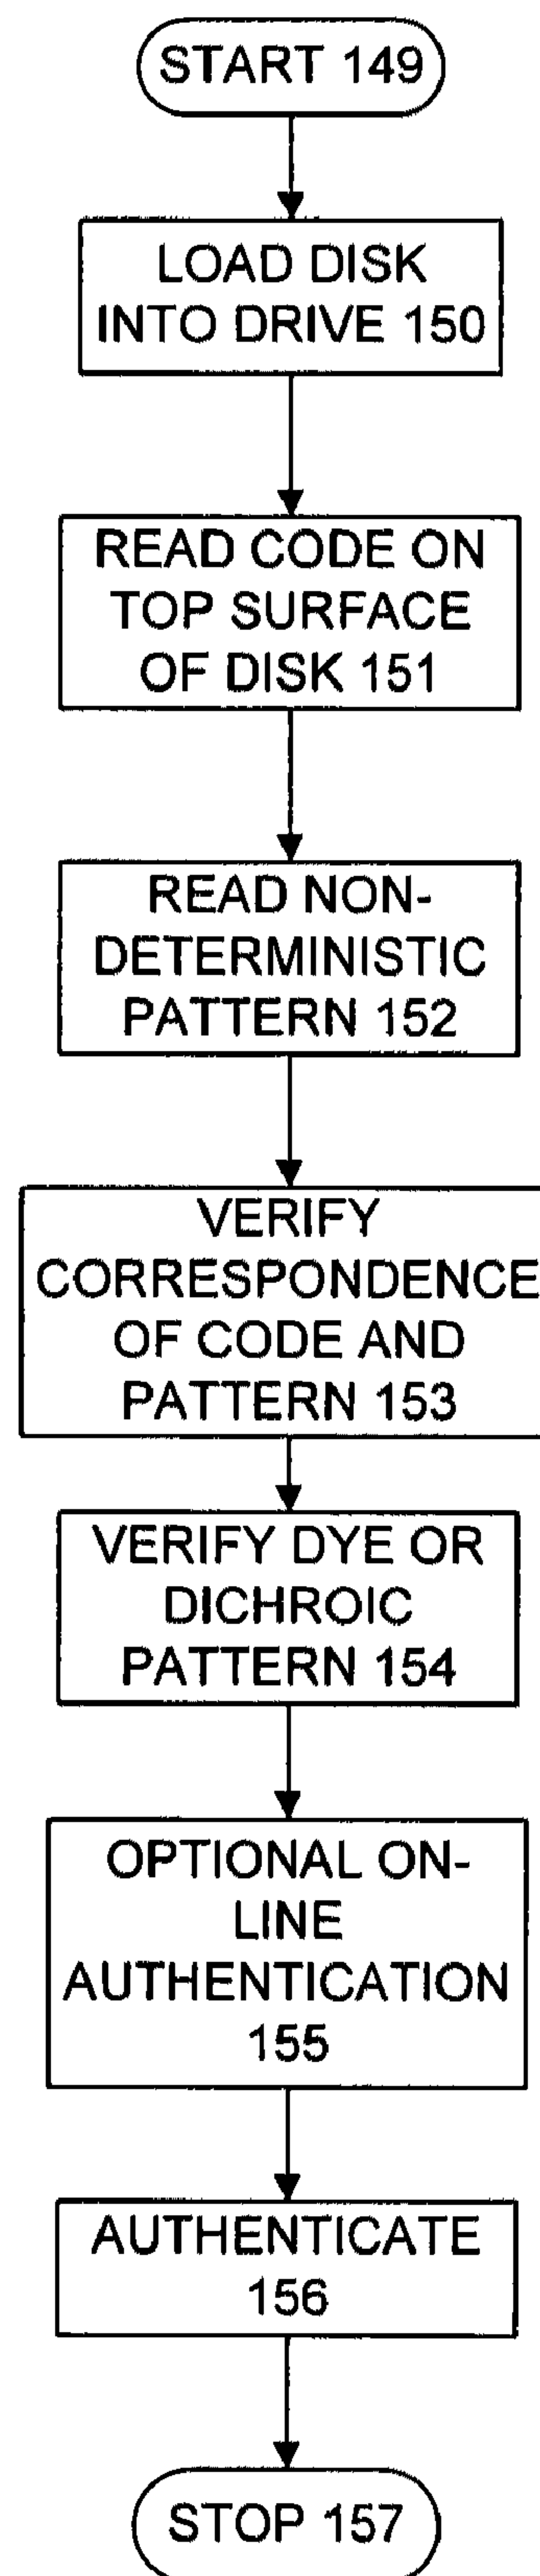 START 149
LOAD DISK
INTO DRIVE 150
READ CODE ON
TOP SURFACE
OF DISK 151
READ NON-
DETERMINISTIC
PATTERN 152
VERIFY
CORRESPONDENCE
OF CODE AND
PATTERN 153
VERIFY DYE OR
DICHROIC
PATTERN 154
OPTIONAL ON-
LINE
AUTHENTICATION
155
AUTHENTICATE
156
STOP 157